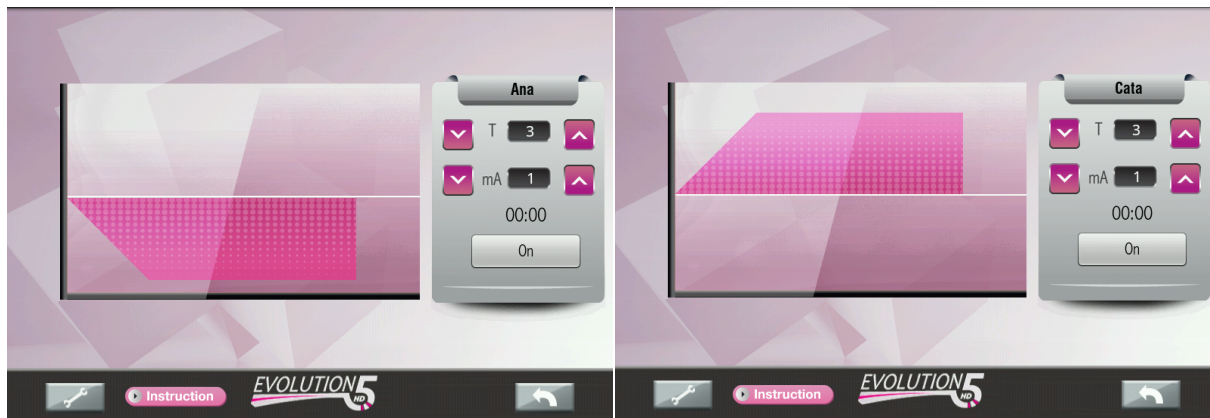 Ana
T 3
mA 1
00:00
On
Instruction
EVOLUTION 5
HD
Cata
T 3
mA 1
00:00
On
Instruction
EVOLUTION 5
HD